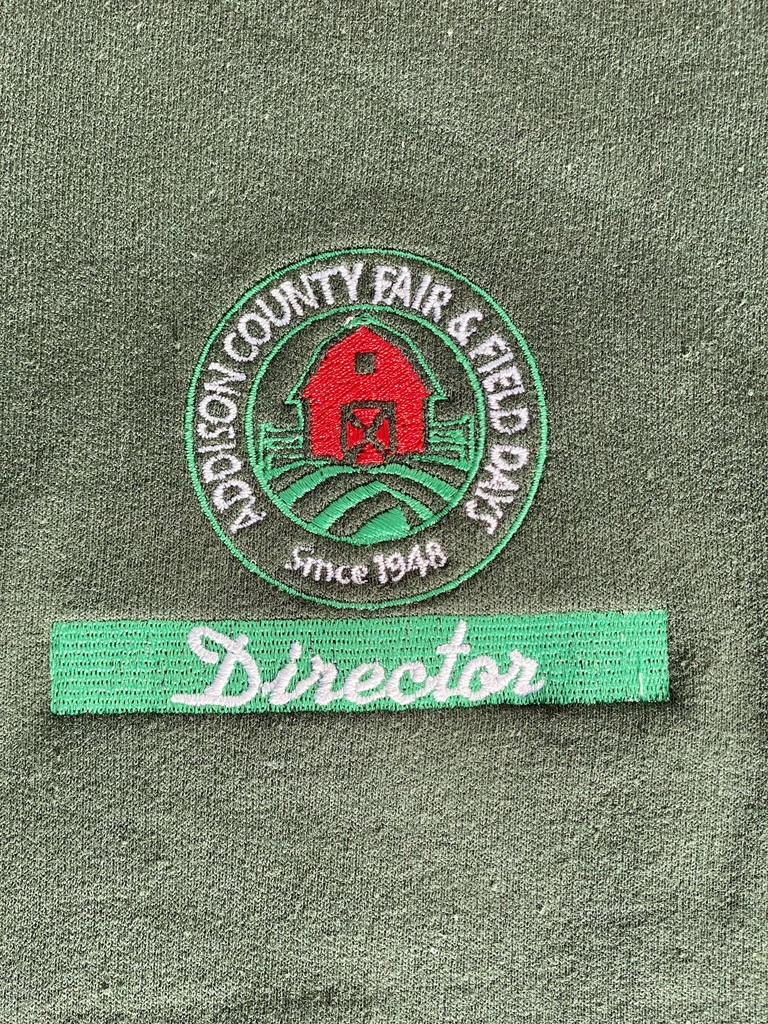 ADDISON COUNTY FAIR & FIELD DAYS
Since 1948
Director